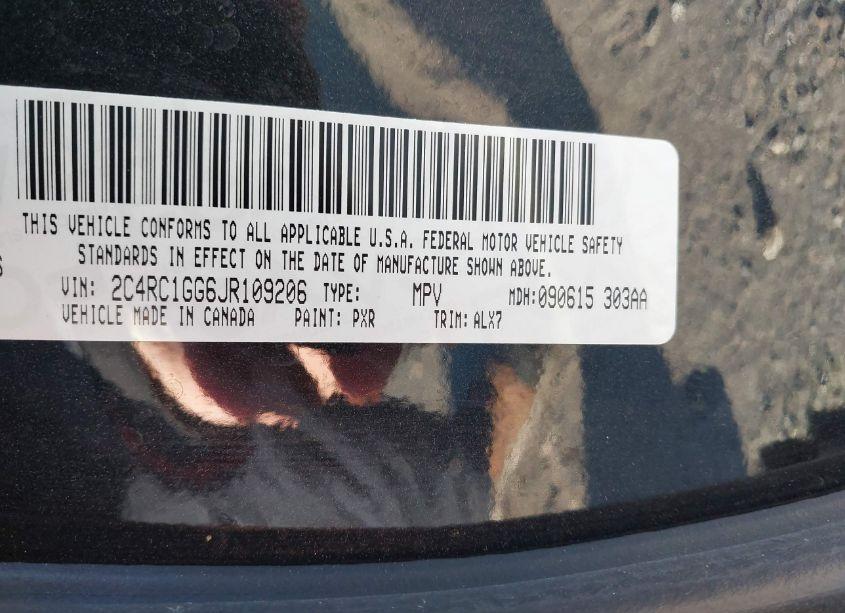 THIS VEHICLE CONFORMS TO ALL APPLICABLE U.S.A. FEDERAL MOTOR VEHICLE SAFETY
STANDARDS IN EFFECT ON THE DATE OF MANUFACTURE SHOWN ABOVE.
VIN: 2C4RC1GG6JR109206 TYPE: MPV MDH:090615 303AA
VEHICLE MADE IN CANADA PAINT: PXR TRIM: ALX7